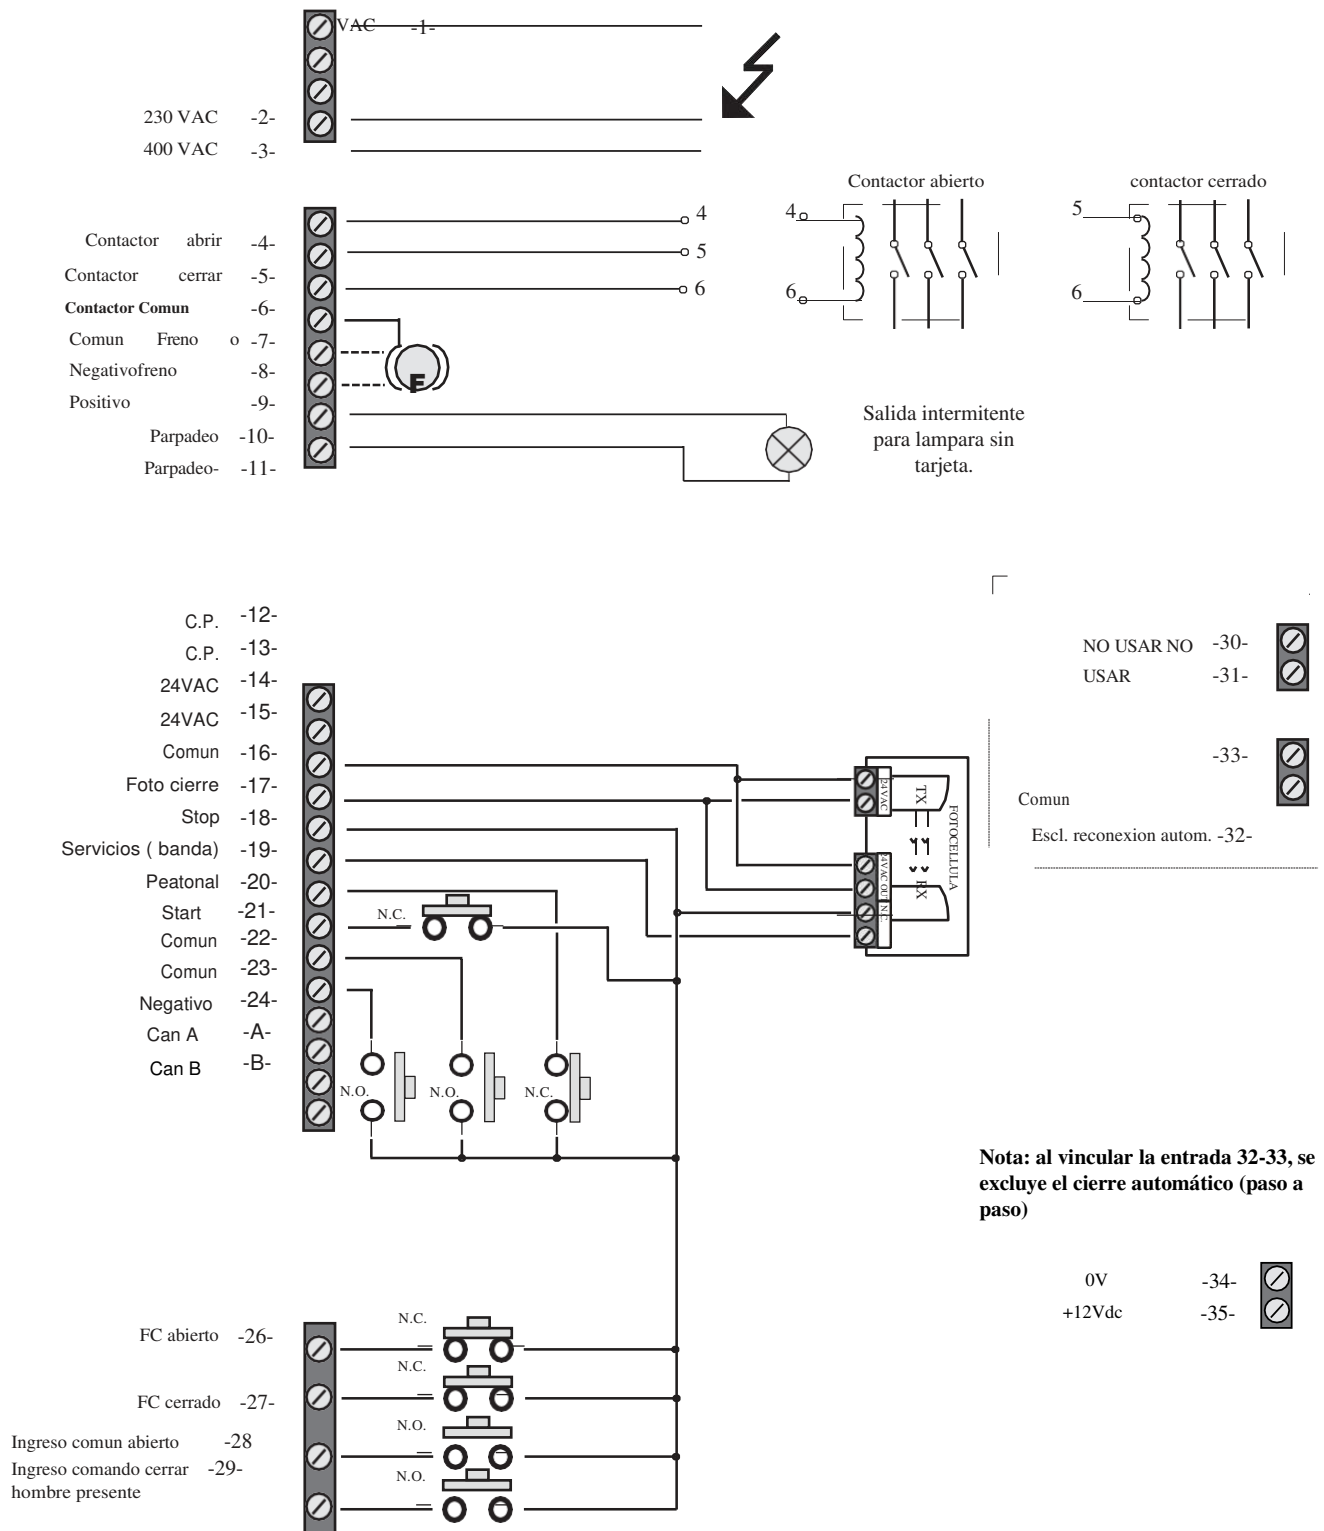 VAC -1-
230 VAC -2-
400 VAC -3-
Contactor abierto
contactor cerrado
Contactor abrir -4-
Contactor cerrar -5-
Contactor Comun -6-
Comun Freno o -7-
Negativofreno -8-
Positivo -9-
Parpadeo -10-
Parpadeo- -11-
4
5
6
4
6
5
6
F
Salida intermitente
para lampara sin
tarjeta.
C.P. -12-
C.P. -13-
24VAC -14-
24VAC -15-
Comun -16-
Foto cierre -17-
Stop -18-
Servicios ( banda) -19-
Peatonal -20-
Start -21-
Comun -22-
Comun -23-
Negativo -24-
Can A -A-
Can B -B-
N.C.
N.O.
N.O.
N.C.
24VAC
TX
FOTOCELLULA
24VAC OUT N.C.
RX
NO USAR NO -30-
USAR -31-
-33-
Comun
Escl. reconexion autom. -32-
Nota: al vincular la entrada 32-33, se
excluye el cierre automático (paso a
paso)
0V -34-
+12Vdc -35-
FC abierto -26-
FC cerrado -27-
Ingreso comun abierto -28
Ingreso comando cerrar -29-
hombre presente
N.C.
N.C.
N.O.
N.O.